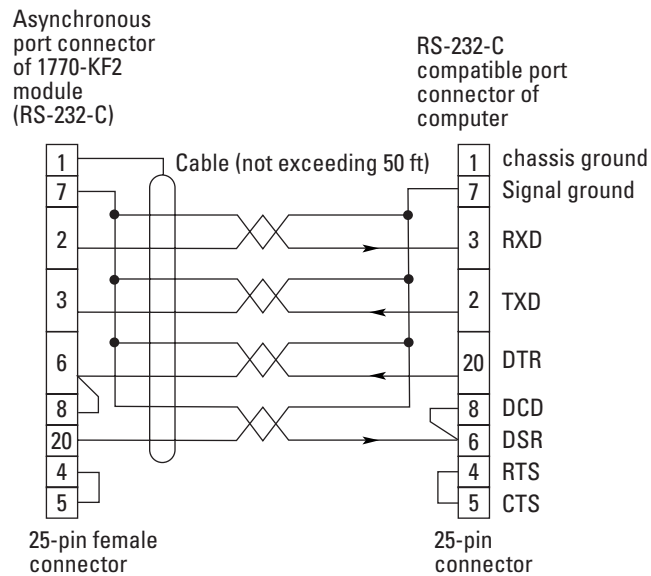 Asynchronous
port connector
of 1770-KF2
module
(RS-232-C)
RS-232-C
compatible port
connector of
computer
1 Cable (not exceeding 50 ft) 1 chassis ground
7 7 Signal ground
2 3 RXD
3 2 TXD
6 20 DTR
8 8 DCD
20 6 DSR
4 4 RTS
5 5 CTS
25-pin female
connector
25-pin
connector